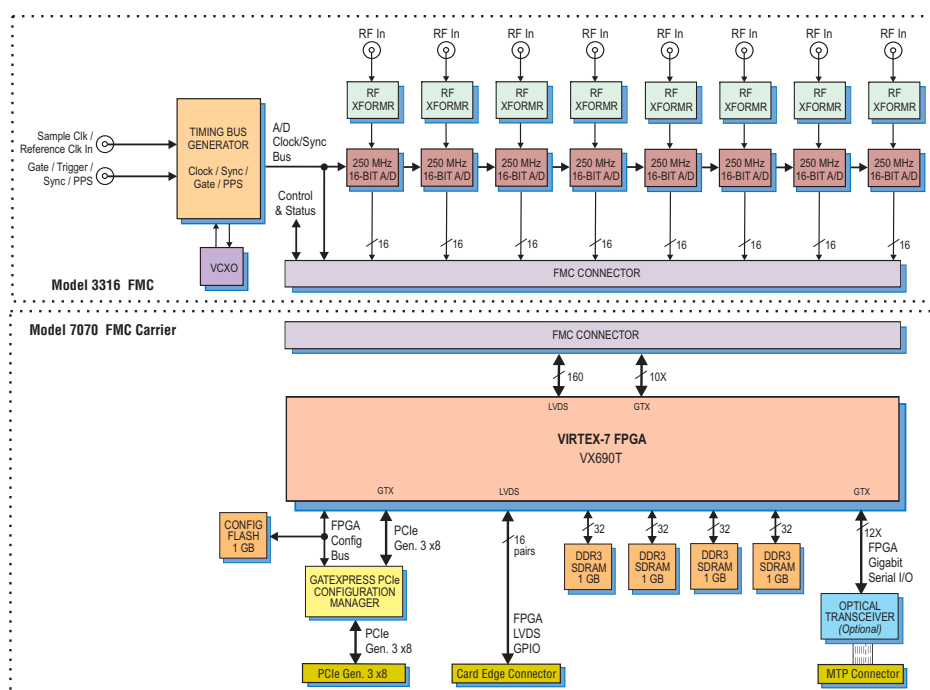 RF In RF In RF In RF In RF In RF In RF In RF In
RF XFORMR
RF XFORMR
RF XFORMR
RF XFORMR
RF XFORMR
RF XFORMR
RF XFORMR
RF XFORMR
Sample Clk /
Reference Clk In
Gate / Trigger /
Sync / PPS
TIMING BUS
GENERATOR
Clock / Sync /
Gate / PPS
A/D
Clock/Sync
Bus
VCXO
Control
& Status
250 MHz
16-BIT A/D
250 MHz
16-BIT A/D
250 MHz
16-BIT A/D
250 MHz
16-BIT A/D
250 MHz
16-BIT A/D
250 MHz
16-BIT A/D
250 MHz
16-BIT A/D
250 MHz
16-BIT A/D
16 16 16 16 16 16 16 16
FMC CONNECTOR
Model 3316 FMC
Model 7070 FMC Carrier
FMC CONNECTOR
160
10X
LVDS
GTX
VIRTEX-7 FPGA
VX690T
GTX
LVDS
GTX
CONFIG
FLASH
1 GB
FPGA
Config
Bus
PCIe
Gen. 3 x8
GATEXPRESS PCIe
CONFIGURATION
MANAGER
PCIe
Gen. 3 x8
PCIe Gen. 3 x8
16
pairs
FPGA
LVDS
GPIO
Card Edge Connector
32 32 32 32
DDR3
SDRAM
1 GB
DDR3
SDRAM
1 GB
DDR3
SDRAM
1 GB
DDR3
SDRAM
1 GB
12X
FPGA
Gigabit
Serial I/O
OPTICAL
TRANSCEIVER
(Optional)
MTP Connector